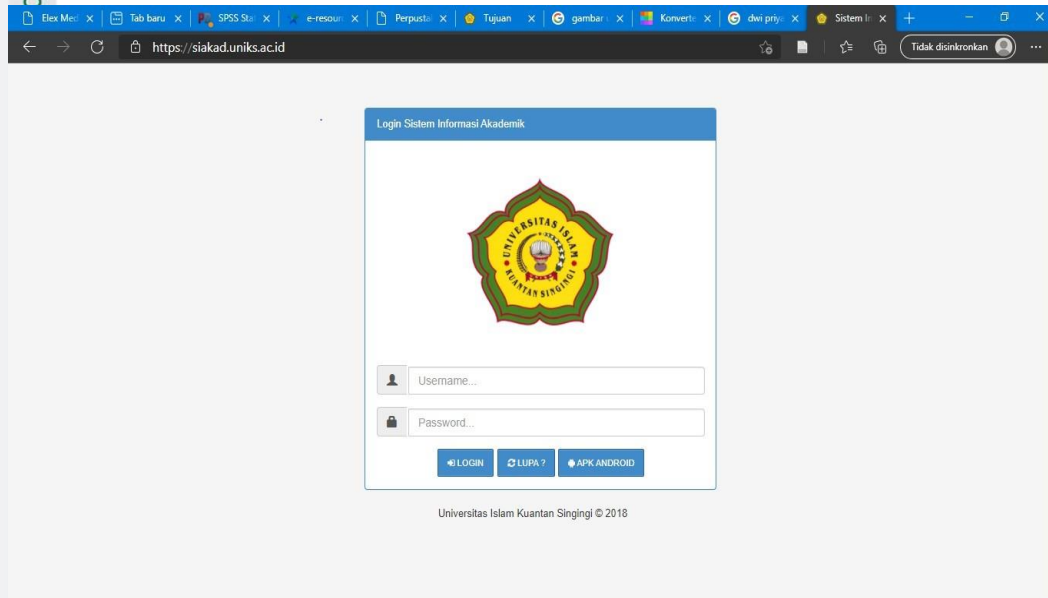 Elex Med Tab baru SPSS Sta e-resourc Perpusta Tujuan gambar u Konverte dwi priya Sistem In
https://siakad.uniks.ac.id Tidak disinkronkan
Login Sistem Informasi Akademik
UNIVERSITAS ISLAM
KUANTAN SINGINGI
Username...
Password...
LOGIN LUPA ? APK ANDROID
Universitas Islam Kuantan Singingi © 2018